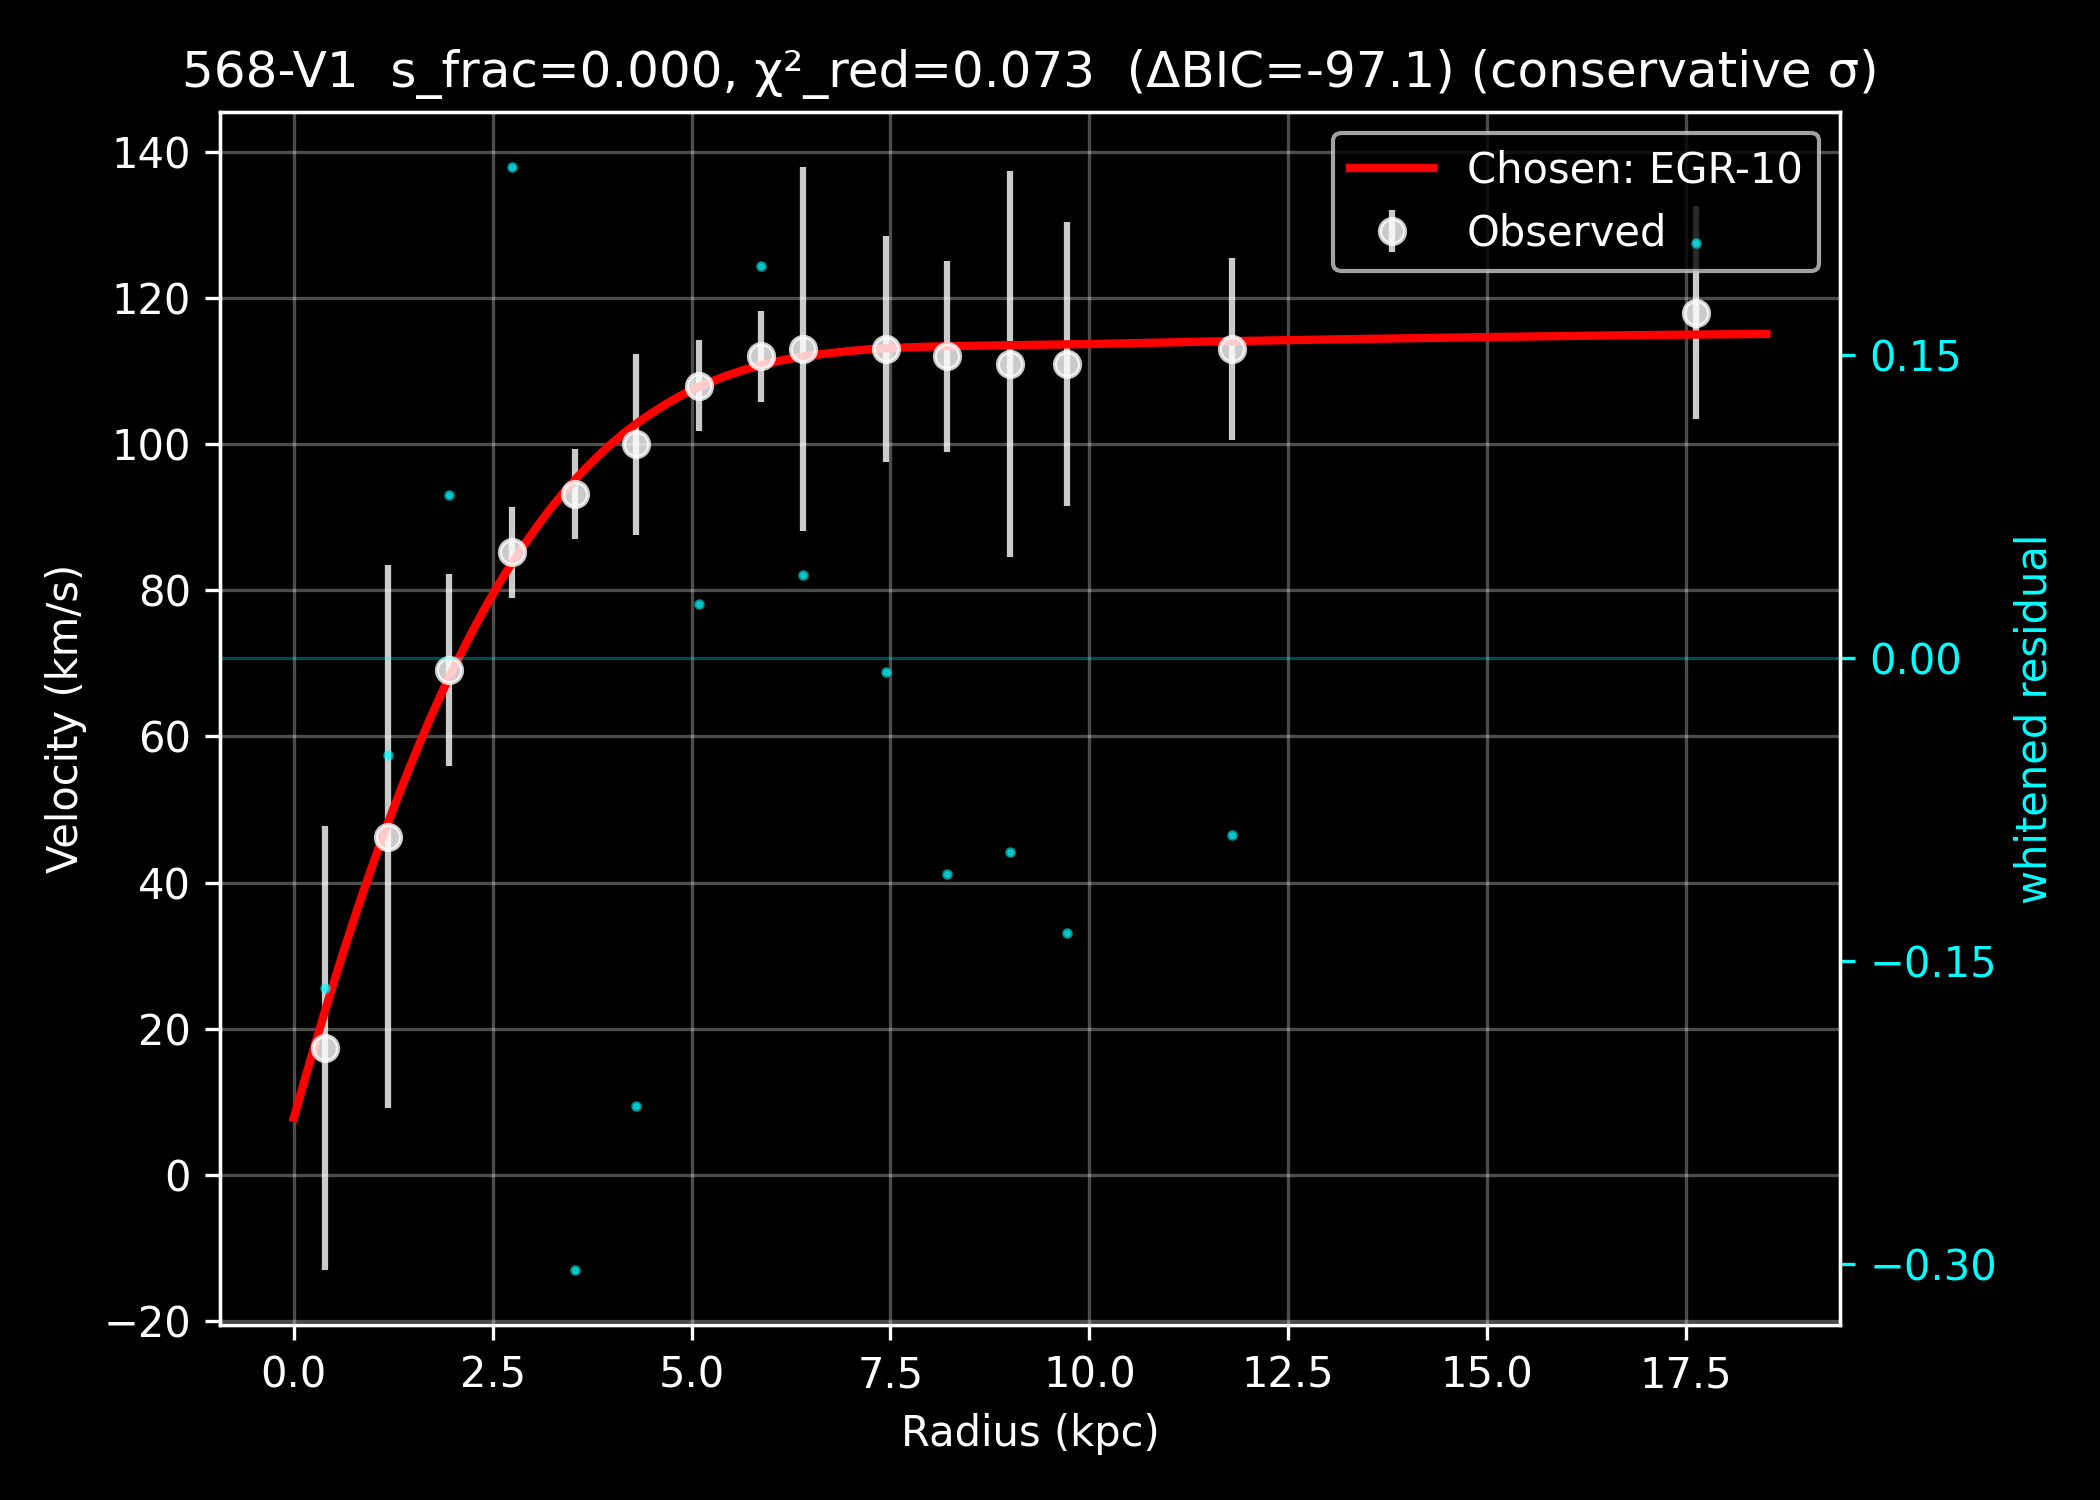 568-V1  s_frac=0.000, χ²_red=0.073  (ΔBIC=-97.1) (conservative σ)
Chosen: EGR-10
Observed
140
120
100
80
60
40
20
0
−20
Velocity (km/s)
0.15
0.00
−0.15
−0.30
whitened residual
0.0 2.5 5.0 7.5 10.0 12.5 15.0 17.5
Radius (kpc)